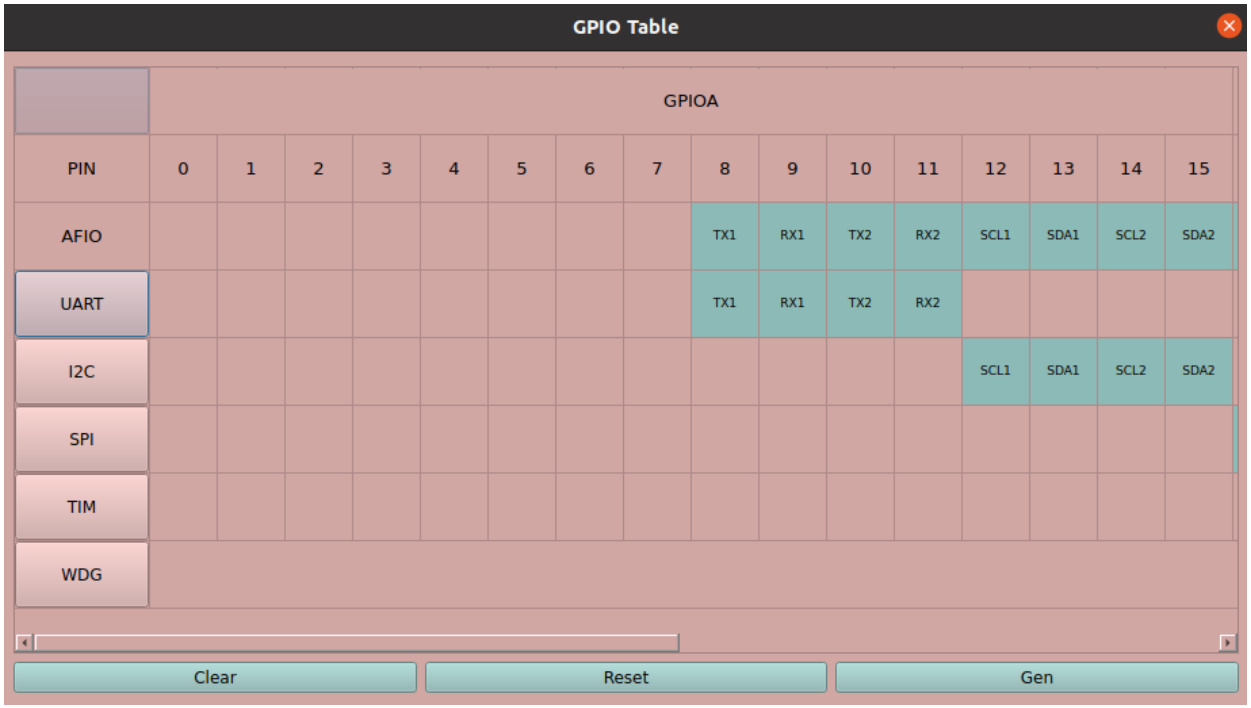 GPIO Table
GPIOA
PIN 0 1 2 3 4 5 6 7 8 9 10 11 12 13 14 15
AFIO TX1 RX1 TX2 RX2 SCL1 SDA1 SCL2 SDA2
UART TX1 RX1 TX2 RX2
I2C SCL1 SDA1 SCL2 SDA2
SPI
TIM
WDG
Clear Reset Gen